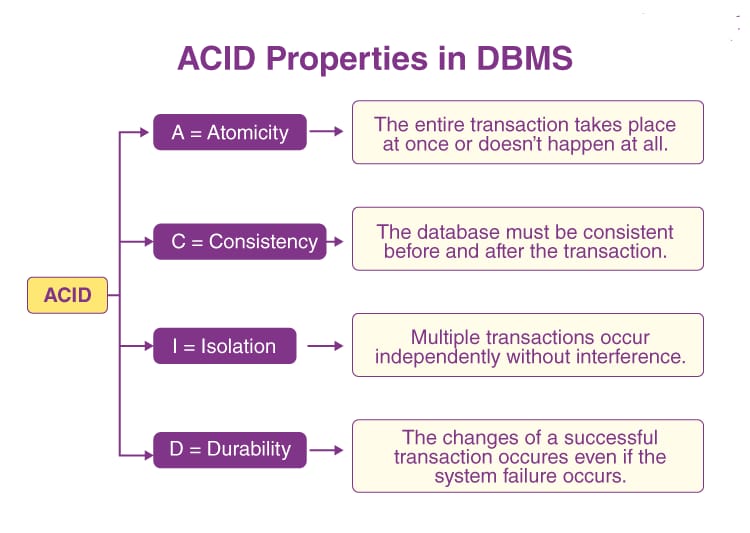 ACID Properties in DBMS
A = Atomicity
The entire transaction takes place
at once or doesn't happen at all.
C = Consistency
The database must be consistent
before and after the transaction.
ACID
I = Isolation
Multiple transactions occur
independently without interference.
D = Durability
The changes of a successful
transaction occures even if the
system failure occurs.